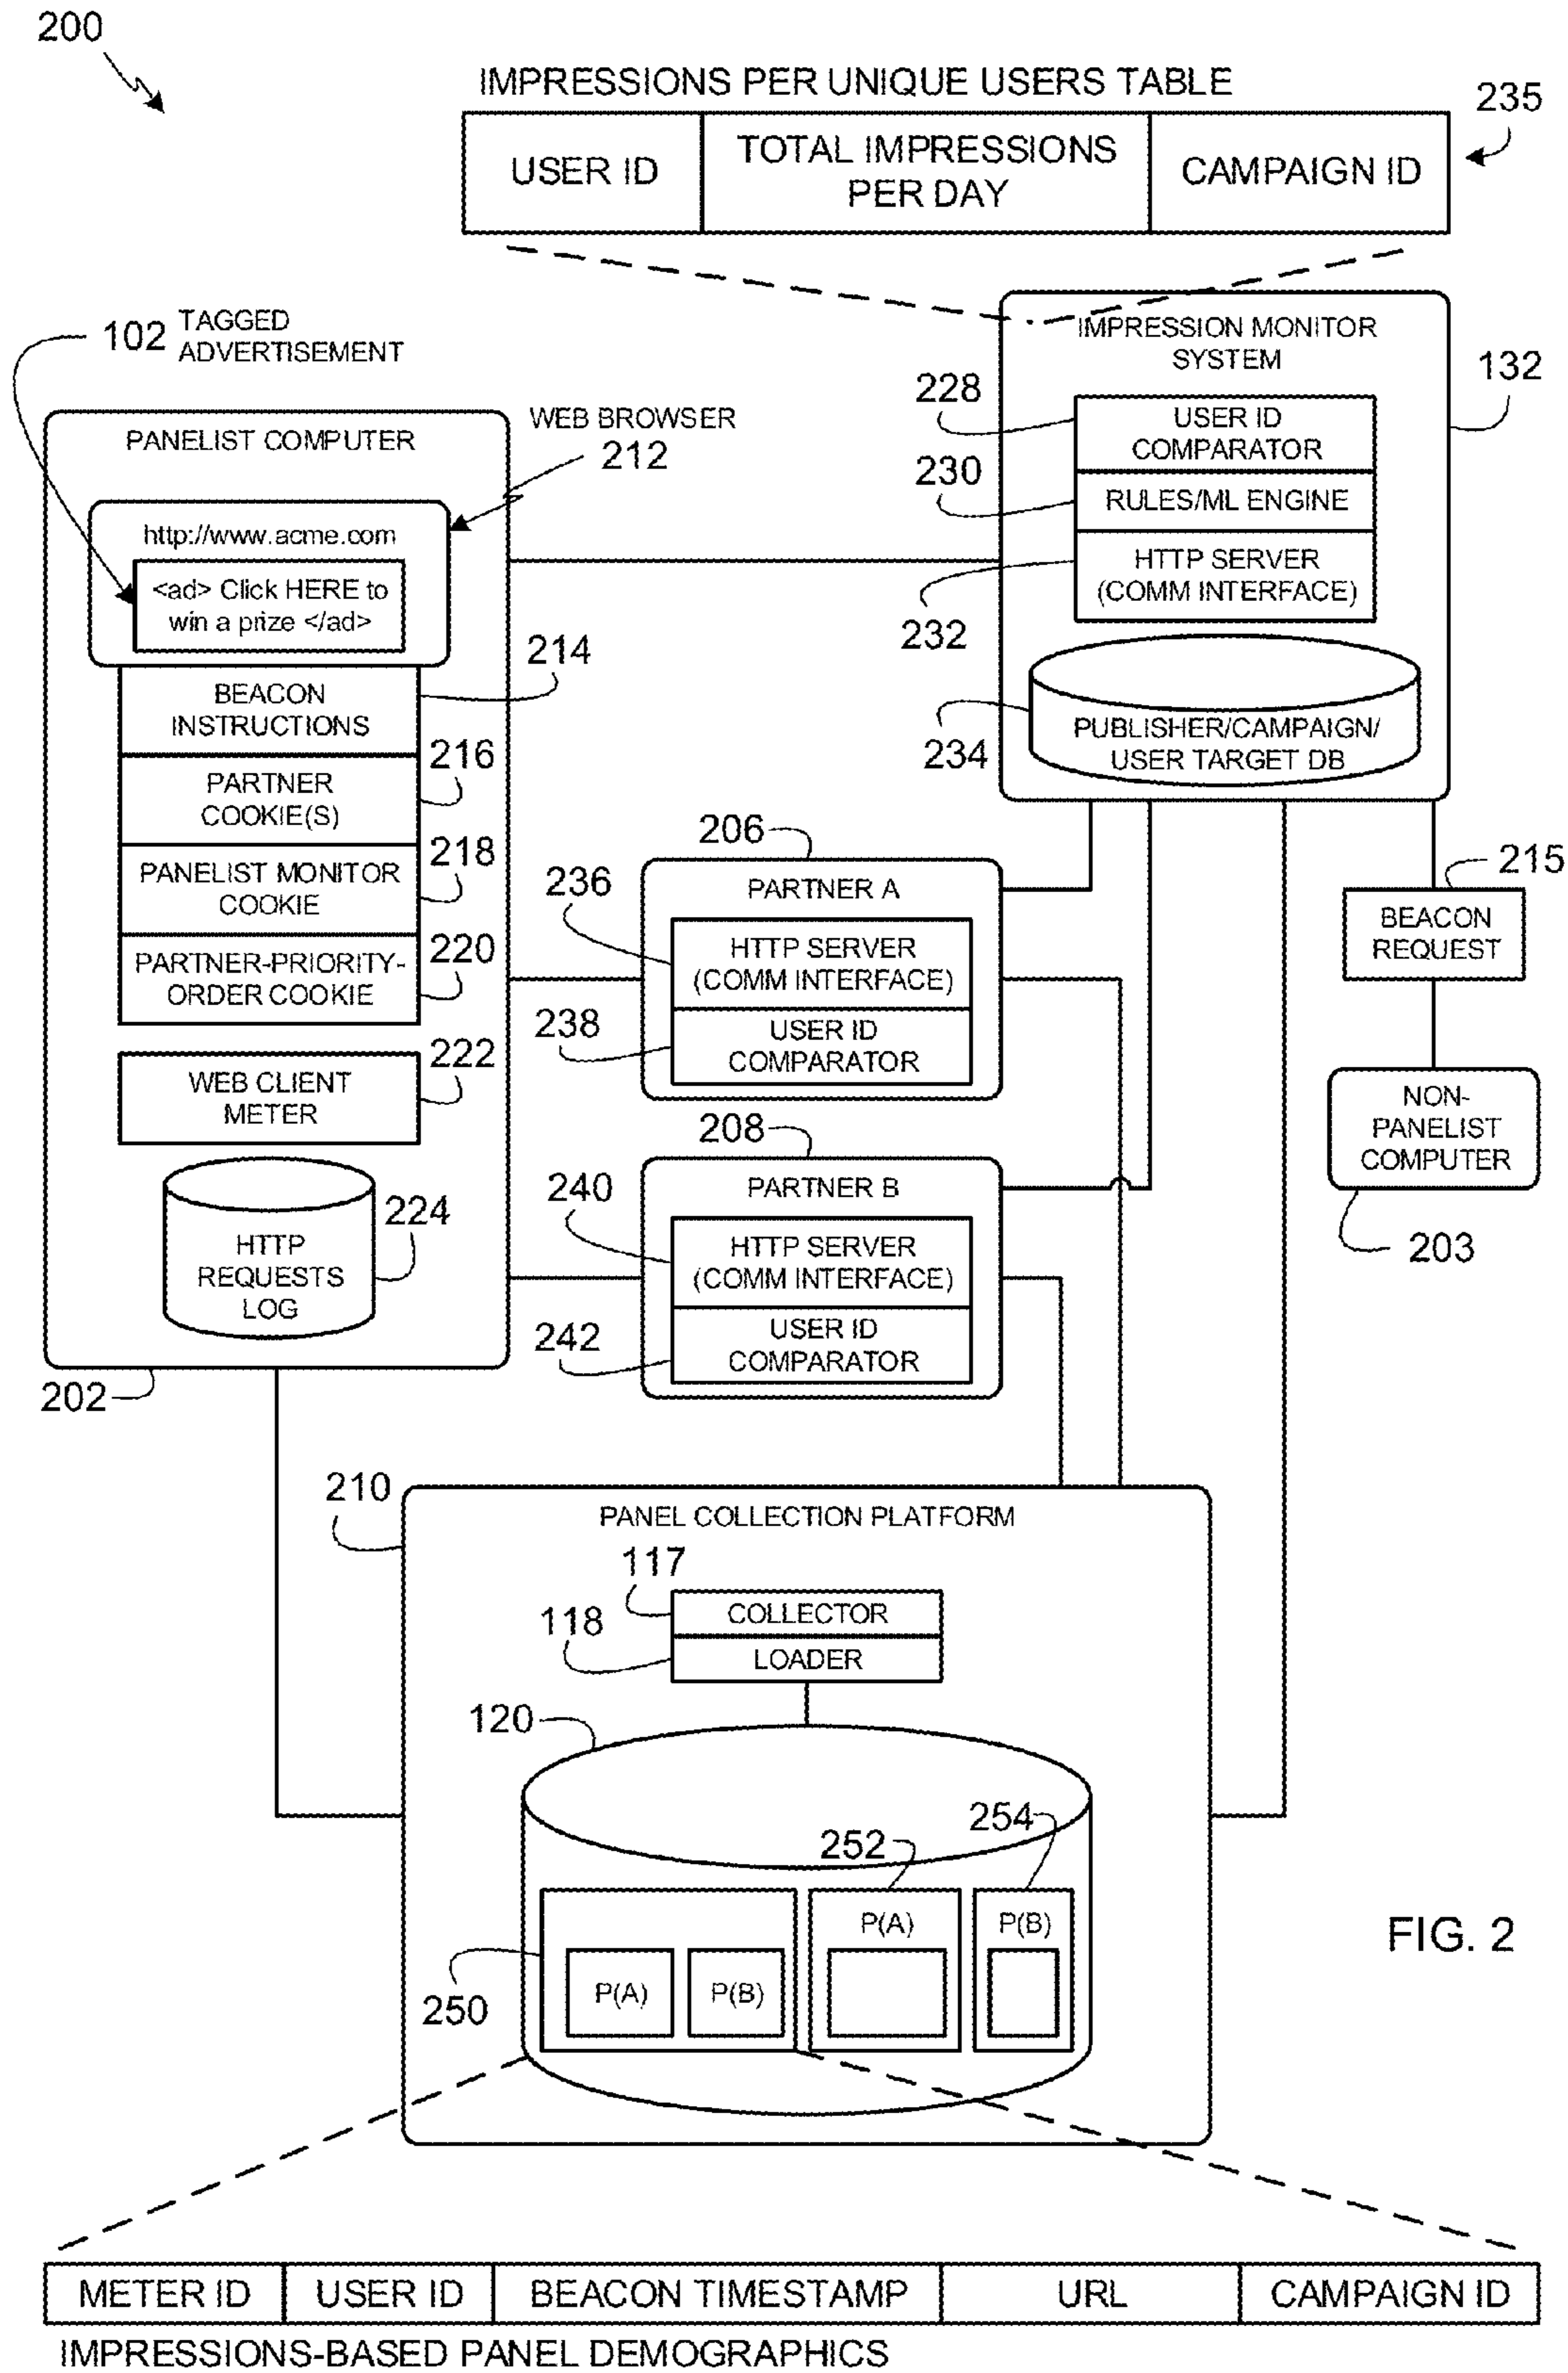 200
IMPRESSIONS PER UNIQUE USERS TABLE
235
USER ID
TOTAL IMPRESSIONS
PER DAY
CAMPAIGN ID
102
TAGGED
ADVERTISEMENT
IMPRESSION MONITOR
SYSTEM
132
228
USER ID
COMPARATOR
230
RULES/ML ENGINE
HTTP SERVER
(COMM INTERFACE)
232
234
PUBLISHER/CAMPAIGN/
USER TARGET DB
PANELIST COMPUTER
WEB BROWSER
212
http://www.acme.com
<ad> Click HERE to
win a prize </ad>
214
BEACON
INSTRUCTIONS
216
PARTNER
COOKIE(S)
218
PANELIST MONITOR
COOKIE
220
PARTNER-PRIORITY-
ORDER COOKIE
222
WEB CLIENT
METER
224
HTTP
REQUESTS
LOG
202
206
PARTNER A
236
HTTP SERVER
(COMM INTERFACE)
238
USER ID
COMPARATOR
208
PARTNER B
240
HTTP SERVER
(COMM INTERFACE)
242
USER ID
COMPARATOR
215
BEACON
REQUEST
NON-
PANELIST
COMPUTER
203
210
PANEL COLLECTION PLATFORM
117
COLLECTOR
118
LOADER
120
252
254
P(A)
P(B)
250
P(A)
P(B)
FIG. 2
METER ID
USER ID
BEACON TIMESTAMP
URL
CAMPAIGN ID
IMPRESSIONS-BASED PANEL DEMOGRAPHICS